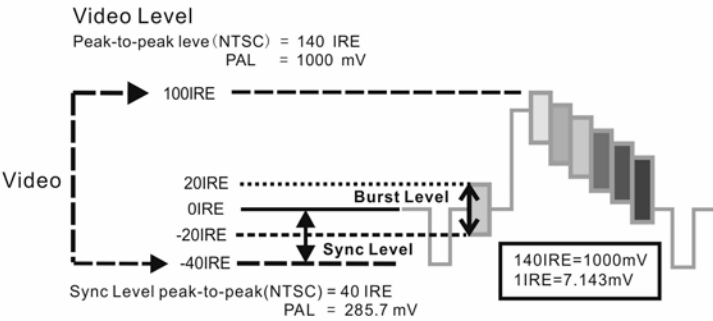 Video Level
Peak-to-peak leve(NTSC) = 140 IRE
PAL = 1000 mV
100IRE
Video
20IRE
Burst Level
0IRE
-20IRE
Sync Level
-40IRE
140IRE=1000mV
1IRE=7.143mV
Sync Level peak-to-peak(NTSC) = 40 IRE
PAL = 285.7 mV